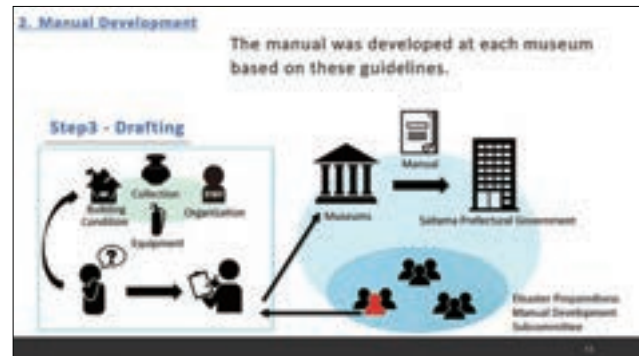 2. Manual Development
The manual was developed at each museum
based on these guidelines.
Step3 - Drafting
Collection
Building
Condition
Organization
Equipment
?
Manual
Museums
Saitama Prefectural Government
Disaster Preparedness
Manual Development
Subcommittee